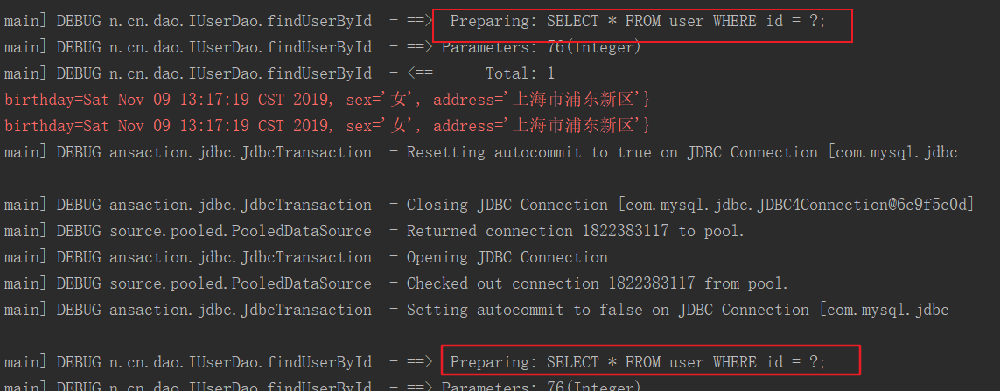 main] DEBUG n.cn.dao.IUserDao.findUserById  - ==>  Preparing: SELECT * FROM user WHERE id = ?;
main] DEBUG n.cn.dao.IUserDao.findUserById  - ==> Parameters: 76(Integer)
main] DEBUG n.cn.dao.IUserDao.findUserById  - <==      Total: 1
birthday=Sat Nov 09 13:17:19 CST 2019, sex='女', address='上海市浦东新区'}
birthday=Sat Nov 09 13:17:19 CST 2019, sex='女', address='上海市浦东新区'}
main] DEBUG ansaction.jdbc.JdbcTransaction  - Resetting autocommit to true on JDBC Connection [com.mysql.jdbc
main] DEBUG ansaction.jdbc.JdbcTransaction  - Closing JDBC Connection [com.mysql.jdbc.JDBC4Connection@6c9f5c0d]
main] DEBUG source.pooled.PooledDataSource  - Returned connection 1822383117 to pool.
main] DEBUG ansaction.jdbc.JdbcTransaction  - Opening JDBC Connection
main] DEBUG source.pooled.PooledDataSource  - Checked out connection 1822383117 from pool.
main] DEBUG ansaction.jdbc.JdbcTransaction  - Setting autocommit to false on JDBC Connection [com.mysql.jdbc
main] DEBUG n.cn.dao.IUserDao.findUserById  - ==>  Preparing: SELECT * FROM user WHERE id = ?;
main] DEBUG n.cn.dao.IUserDao.findUserById  - ==> Parameters: 76(Integer)